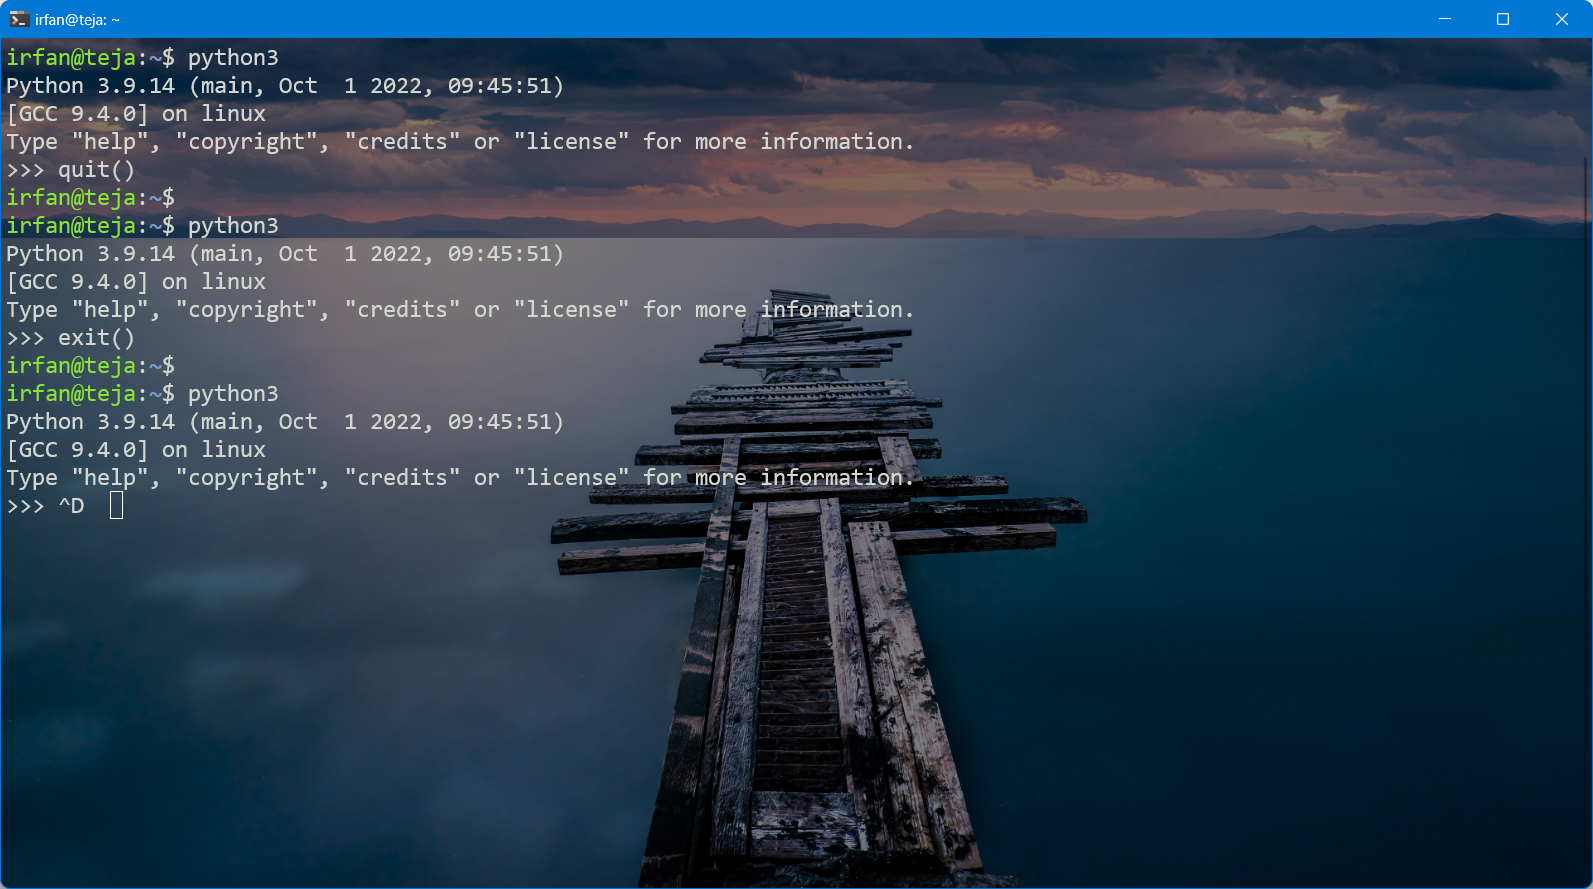 irfan@teja: ~
irfan@teja:~$ python3
Python 3.9.14 (main, Oct  1 2022, 09:45:51)
[GCC 9.4.0] on linux
Type "help", "copyright", "credits" or "license" for more information.
>>> quit()
irfan@teja:~$
irfan@teja:~$ python3
Python 3.9.14 (main, Oct  1 2022, 09:45:51)
[GCC 9.4.0] on linux
Type "help", "copyright", "credits" or "license" for more information.
>>> exit()
irfan@teja:~$
irfan@teja:~$ python3
Python 3.9.14 (main, Oct  1 2022, 09:45:51)
[GCC 9.4.0] on linux
Type "help", "copyright", "credits" or "license" for more information.
>>> ^D